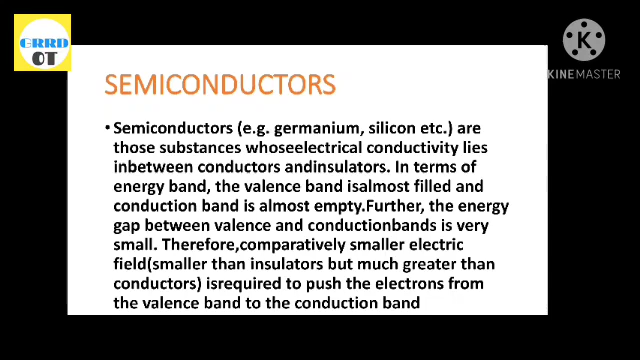 GRRD
OT
KINEMASTER
SEMICONDUCTORS
• Semiconductors (e.g. germanium, silicon etc.) are
those substances whoseelectrical conductivity lies
inbetween conductors andinsulators. In terms of
energy band, the valence band isalmost filled and
conduction band is almost empty.Further, the energy
gap between valence and conductionbands is very
small. Therefore,comparatively smaller electric
field(smaller than insulators but much greater than
conductors) isrequired to push the electrons from
the valence band to the conduction band